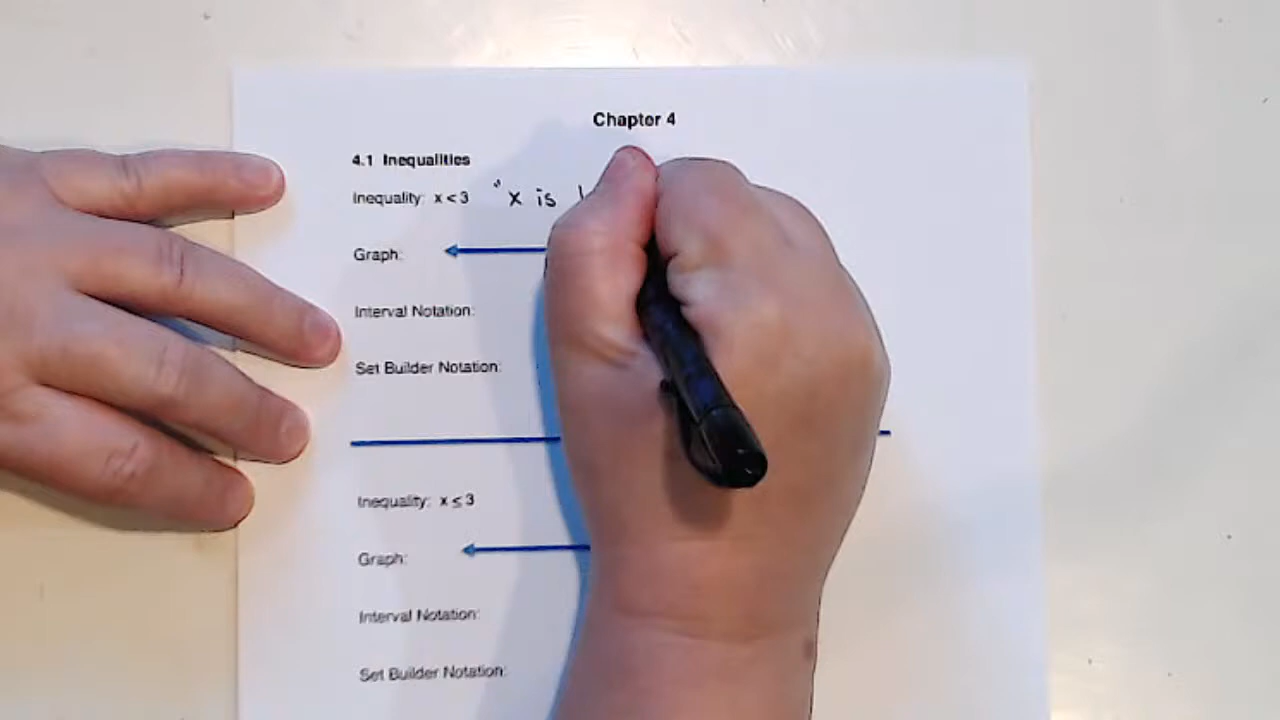 Chapter 4
4.1 Inequalities
Inequality: x < 3 "x is
Graph:
Interval Notation:
Set Builder Notation:
Inequality: x ≤ 3
Graph:
Interval Notation:
Set Builder Notation: